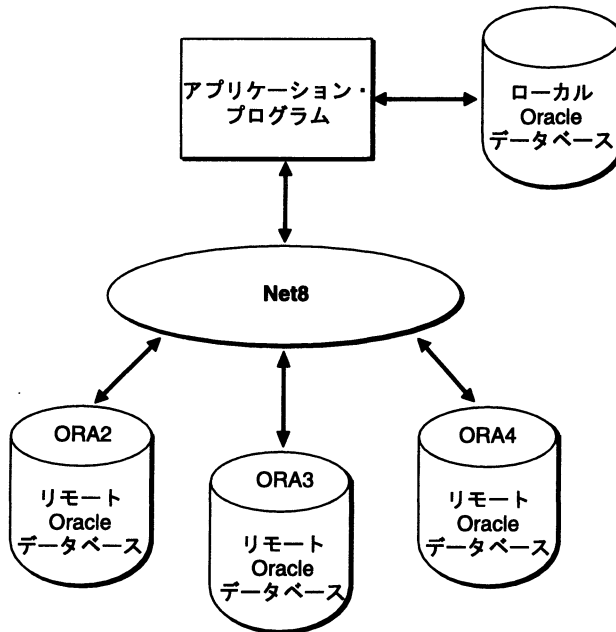 アプリケーション・
プログラム
ローカル
Oracle
データベース
Net8
ORA2
リモート
Oracle
データベース
ORA3
リモート
Oracle
データベース
ORA4
リモート
Oracle
データベース